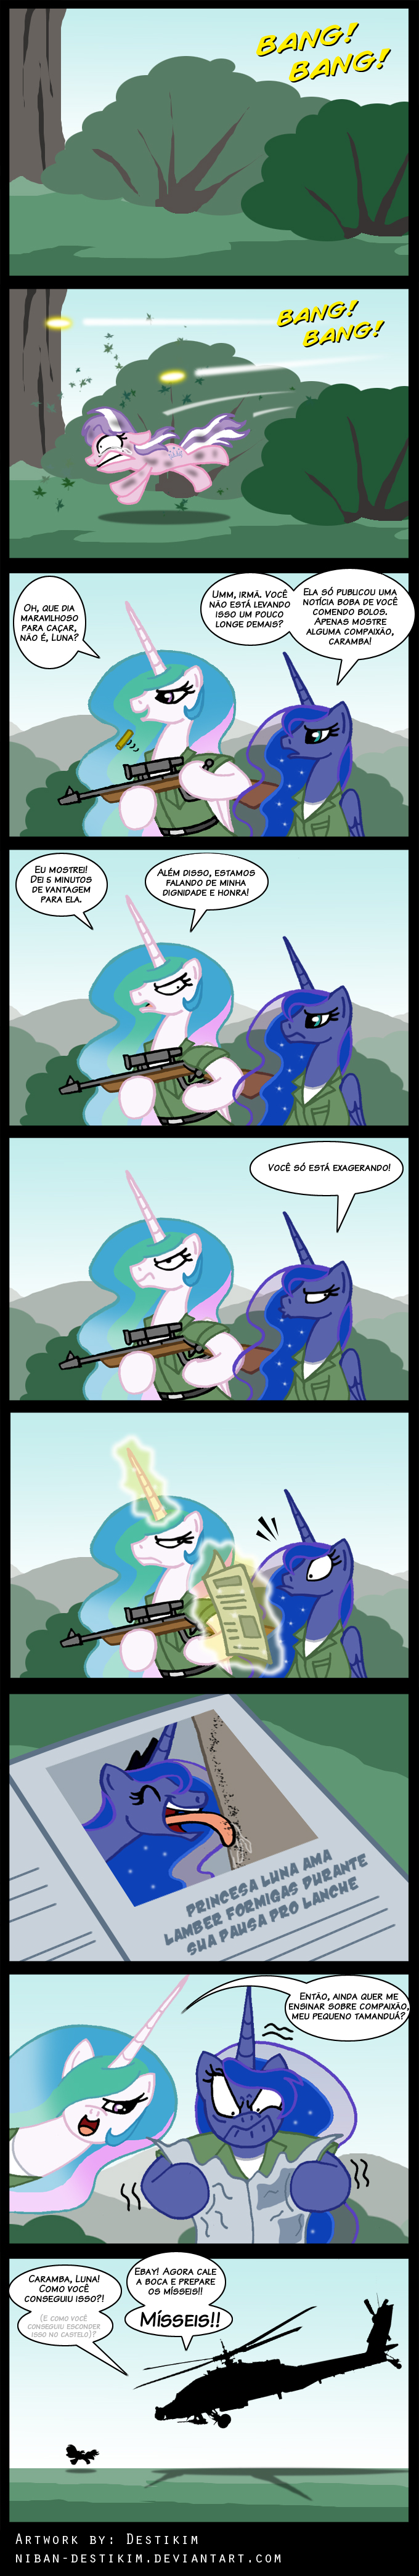 BANG!
BANG!
BANG!
BANG!
OH, QUE DIA
MARAVILHOSO
PARA CAÇAR,
NÃO É, LUNA?
UMM, IRMÃ. VOCÊ
NÃO ESTÁ LEVANDO
ISSO UM POUCO
LONGE DEMAIS?
ELA SÓ PUBLICOU UMA
NOTÍCIA BOBA DE VOCÊ
COMENDO BOLOS.
APENAS MOSTRE
ALGUMA COMPAIXÃO,
CARAMBA!
EU MOSTREI!
DEI 5 MINUTOS
DE VANTAGEM
PARA ELA.
ALÉM DISSO, ESTAMOS
FALANDO DE MINHA
DIGNIDADE E HONRA!
VOCÊ SÓ ESTÁ EXAGERANDO!
PRINCESA LUNA AMA
LAMBER FORMIGAS DURANTE
SUA PAUSA PRO LANCHE
ENTÃO, AINDA QUER ME
ENSINAR SOBRE COMPAIXÃO,
MEU PEQUENO TAMANDUÁ?
CARAMBA, LUNA!
COMO VOCÊ
CONSEGUIU ISSO?!
(E COMO VOCÊ
CONSEGUIU ESCONDER
ISSO NO CASTELO)?
EBAY! AGORA CALE
A BOCA E PREPARE
OS MÍSSEIS!!
MÍSSEIS!!
ARTWORK BY: DESTIKIM
NIBAN-DESTIKIM.DEVIANTART.COM